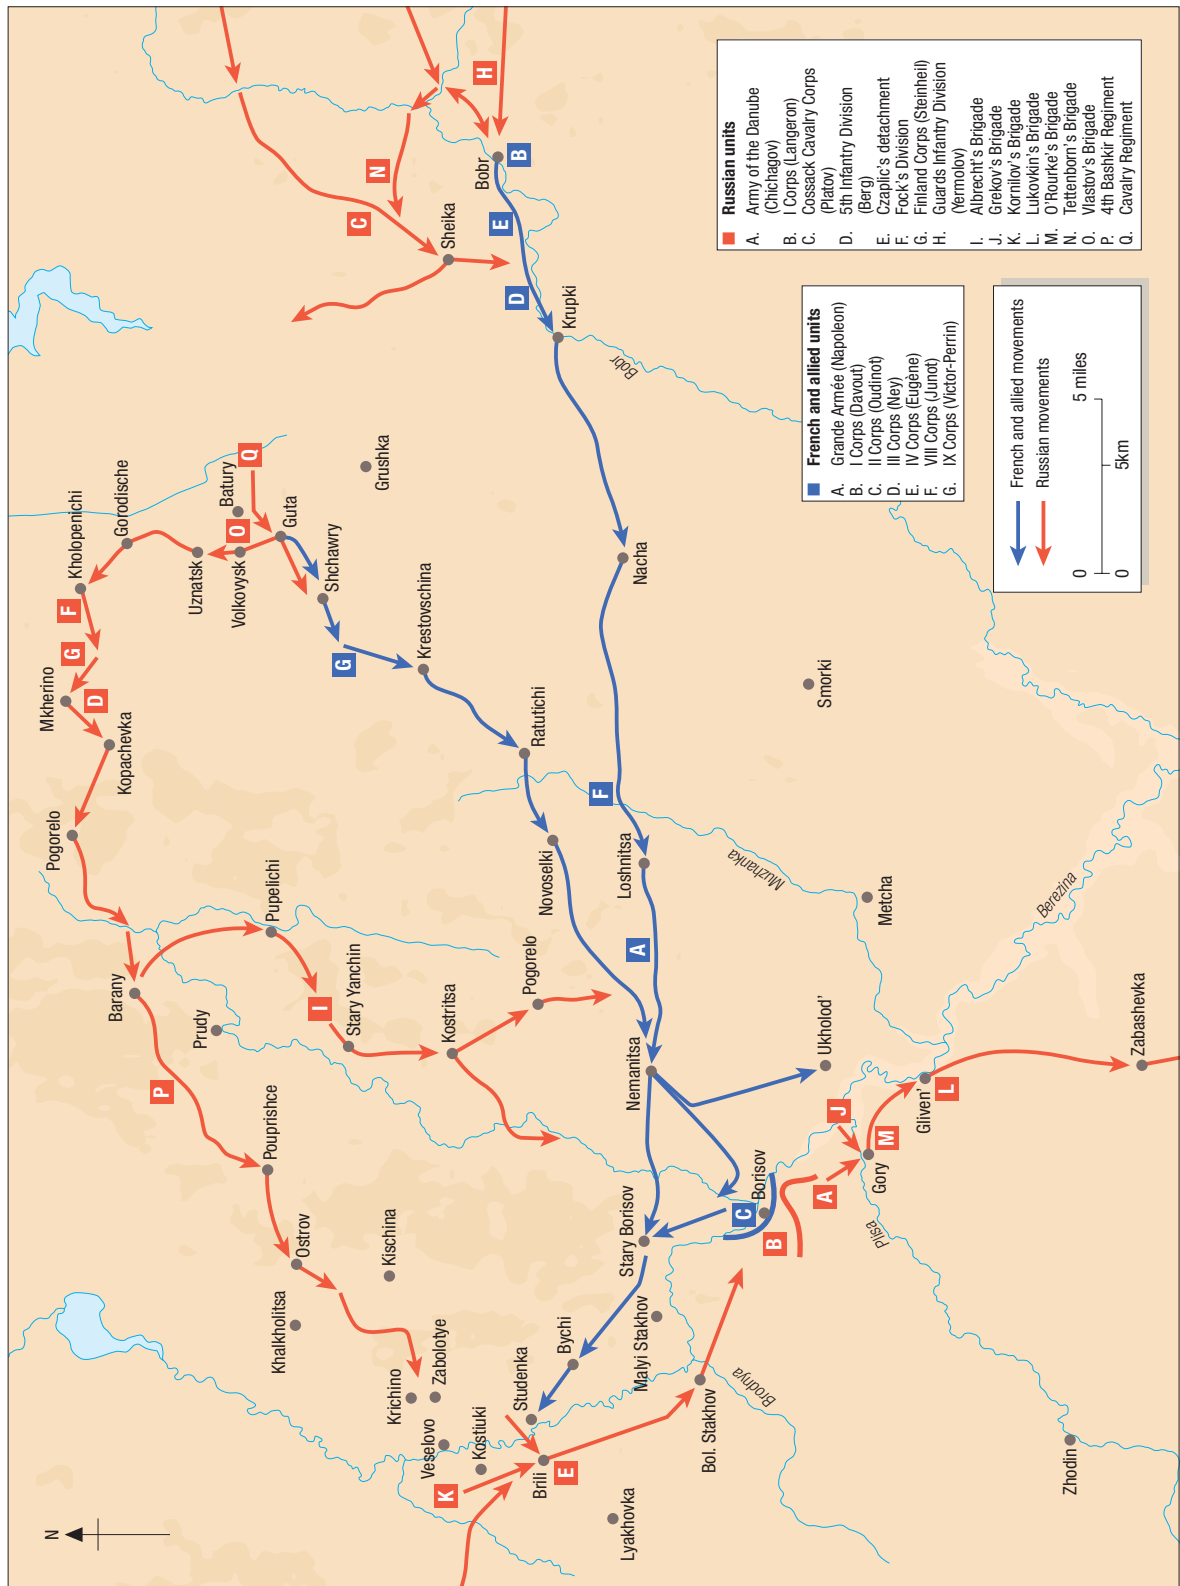 N
Mkherino
Pogorelo
Kholopenichi
F
G
D
Gorodische
Kopachevka
Barany
P
Prudy
Uznatsk
Batury
Volkovysk
O
Q
Pouprishce
Pupelichi
Guta
Khalkholitsa
Ostrov
I
Stary Yanchin
Shchawry
G
C
N
Grushka
Kischina
Krichino
Zabolotye
Veselovo
Kostiuki
K
Kostritsa
Krestovschina
Sheika
H
Bobr
B
E
D
Studenka
Brili
E
Bychi
Pogorelo
Ratutichi
Novoselki
Krupki
Bobr
Lyakhovka
Malyi Stakhov
Stary Borisov
Nemanitsa
A
Loshnitsa
F
Nacha
Bol. Stakhov
Brodnya
B
C
Borisov
Muzhanka
A
J
Ukholod'
Smorki
Plisa
Gory
M
Metcha
Gliven'
L
Berezina
Zhodin
Zabashevka
French and allied units
A. Grande Armée (Napoleon)
B. I Corps (Davout)
C. II Corps (Oudinot)
D. III Corps (Ney)
E. IV Corps (Eugène)
F. VIII Corps (Junot)
G. IX Corps (Victor-Perrin)
Russian units
A. Army of the Danube
(Chichagov)
B. I Corps (Langeron)
C. Cossack Cavalry Corps
(Platov)
D. 5th Infantry Division
(Berg)
E. Czaplic's detachment
F. Fock's Division
G. Finland Corps (Steinheil)
H. Guards Infantry Division
(Yermolov)
I. Albrecht's Brigade
J. Grekov's Brigade
K. Kornilov's Brigade
L. Lukovkin's Brigade
M. O'Rourke's Brigade
N. Tettenborn's Brigade
O. Vlastov's Brigade
P. 4th Bashkir Regiment
Q. Cavalry Regiment
French and allied movements
Russian movements
0 5 miles
0 5km